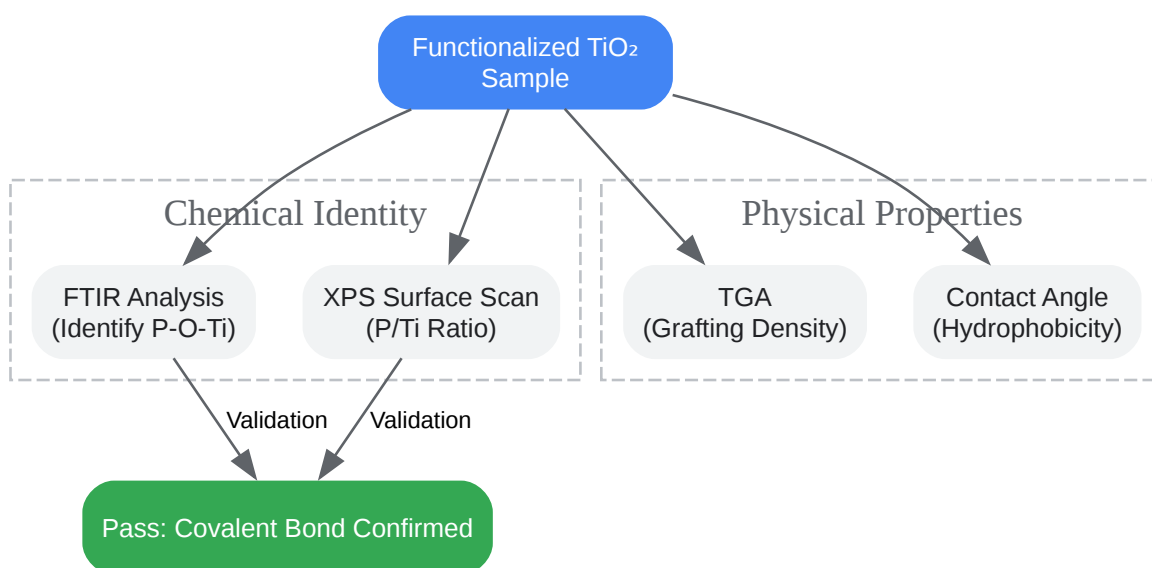 Functionalized TiO₂
Sample
Chemical Identity
Physical Properties
FTIR Analysis
(Identify P-O-Ti)
XPS Surface Scan
(P/Ti Ratio)
TGA
(Grafting Density)
Contact Angle
(Hydrophobicity)
Validation
Validation
Pass: Covalent Bond Confirmed